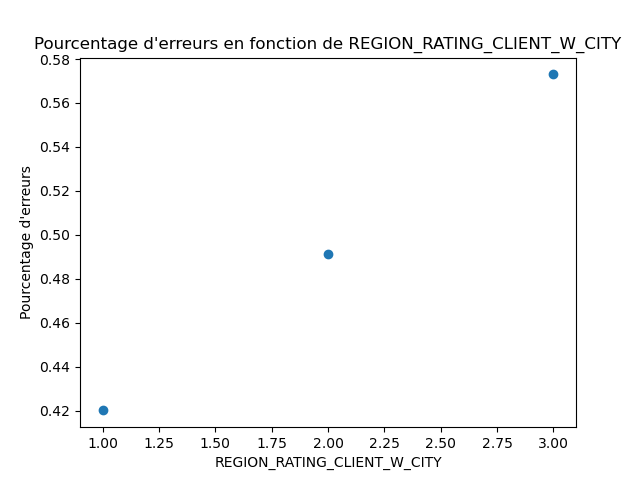 Pourcentage d'erreurs en fonction de REGION_RATING_CLIENT_W_CITY
0.58
0.56
0.54
0.52
0.50
0.48
0.46
0.44
0.42
Pourcentage d'erreurs
1.00 1.25 1.50 1.75 2.00 2.25 2.50 2.75 3.00
REGION_RATING_CLIENT_W_CITY